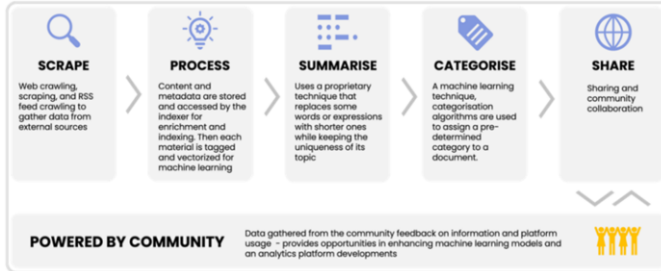 SCRAPE
Web crawling,
scraping, and RSS
feed crawling to
gather data from
external sources
PROCESS
Content and
metadata are stored
and accessed by the
indexer for
enrichment and
indexing. Then each
material is tagged
and vectorized for
machine learning
SUMMARISE
Uses a proprietary
technique that
replaces some
words or expressions
with shorter ones
while keeping the
uniqueness of its
topic
CATEGORISE
A machine learning
technique,
categorisation
algorithms are used
to assign a pre-
determined
category to a
document.
SHARE
Sharing and
community
collaboration
POWERED BY COMMUNITY
Data gathered from the community feedback on information and platform
usage - provides opportunities in enhancing machine learning models and
an analytics platform developments